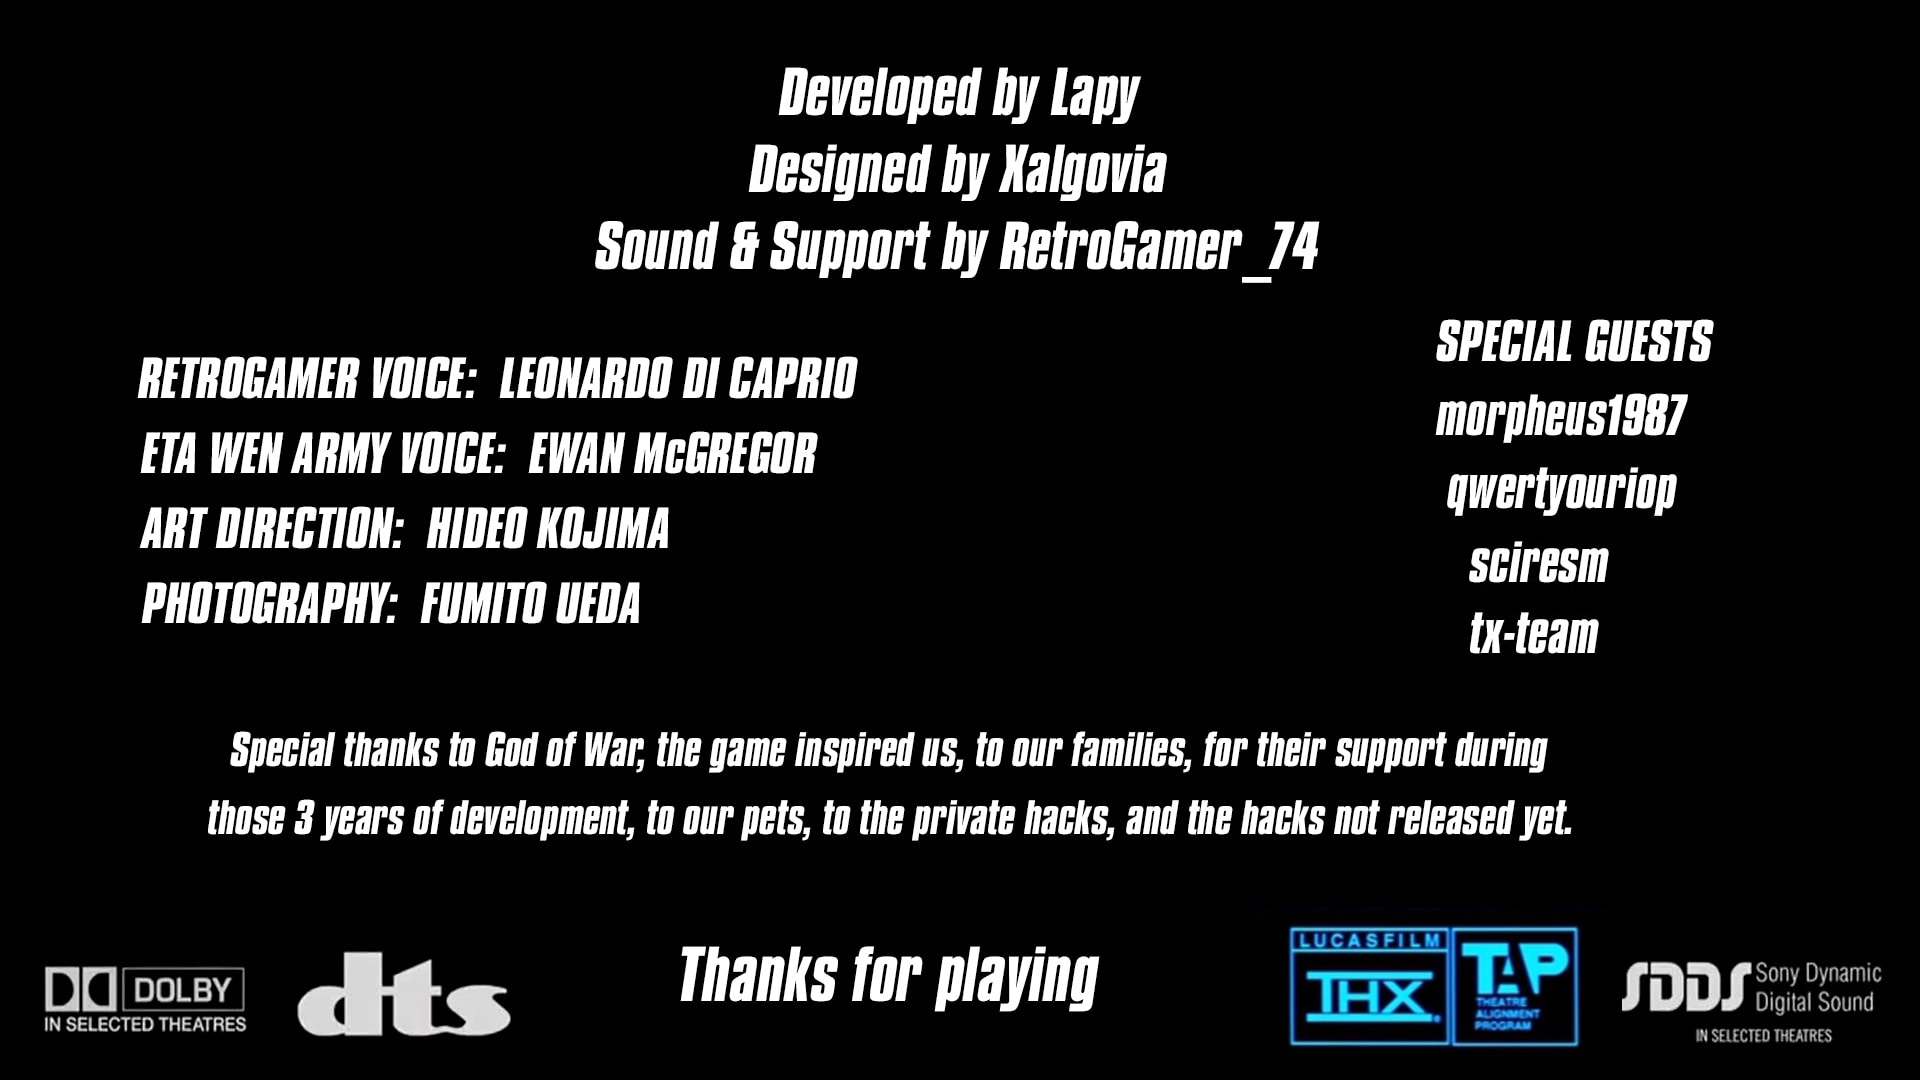 Developed by Lapy
Designed by Xalgovia
Sound & Support by RetroGamer_74
RETROGAMER VOICE: LEONARDO DI CAPRIO
ETA WEN ARMY VOICE: EWAN McGREGOR
ART DIRECTION: HIDEO KOJIMA
PHOTOGRAPHY: FUMITO UEDA
SPECIAL GUESTS
morpheus1987
qwertyouriop
sciresm
tx-team
Special thanks to God of War, the game inspired us, to our families, for their support during
those 3 years of development, to our pets, to the private hacks, and the hacks not released yet.
Thanks for playing
DOLBY
IN SELECTED THEATRES
dts
LUCASFILM
THX
TAP
THEATRE
ALIGNMENT
PROGRAM
SDDS
Sony Dynamic
Digital Sound
IN SELECTED THEATRES